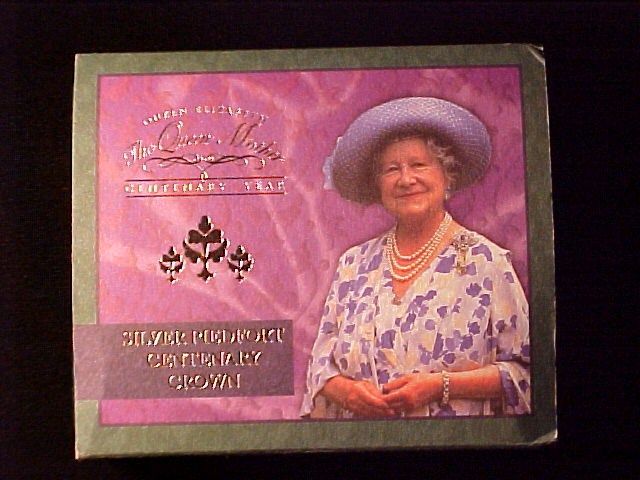 QUEEN ELIZABETH
The Queen Mother
CENTENARY YEAR
SILVER PIEDFORT
CENTENARY
CROWN